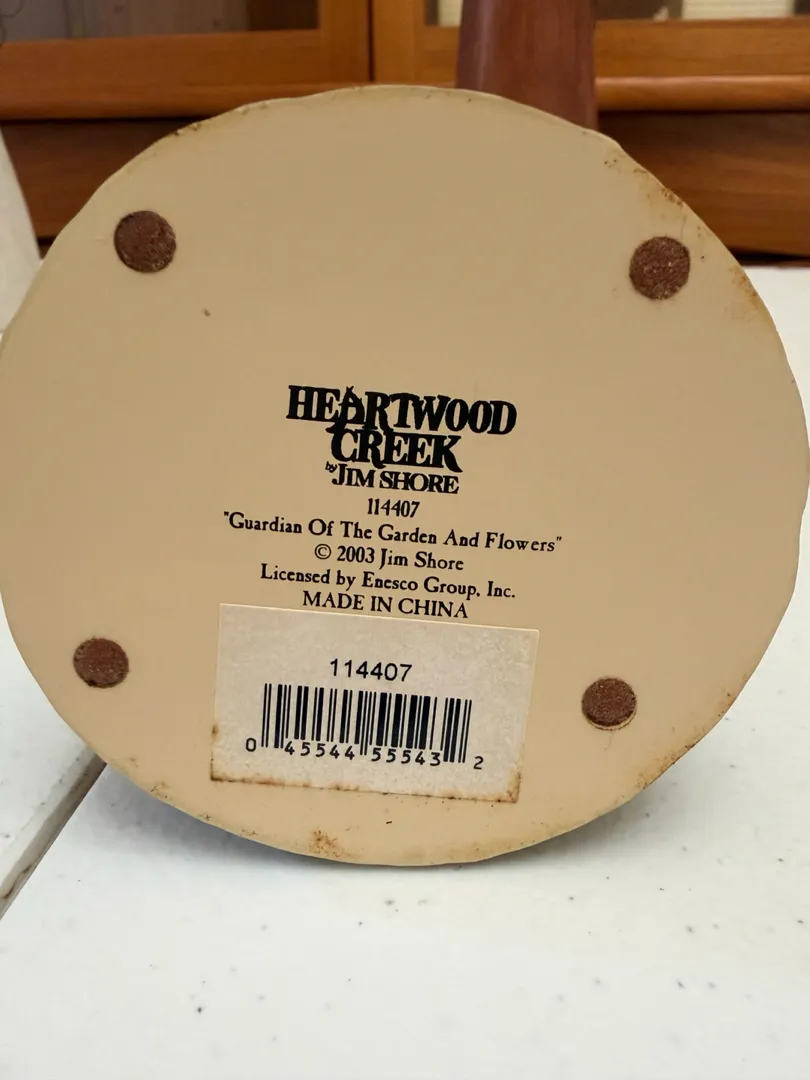 HEARTWOOD
CREEK
by JIM SHORE
114407
"Guardian Of The Garden And Flowers"
© 2003 Jim Shore
Licensed by Enesco Group, Inc.
MADE IN CHINA
114407
0 45544 55543 2